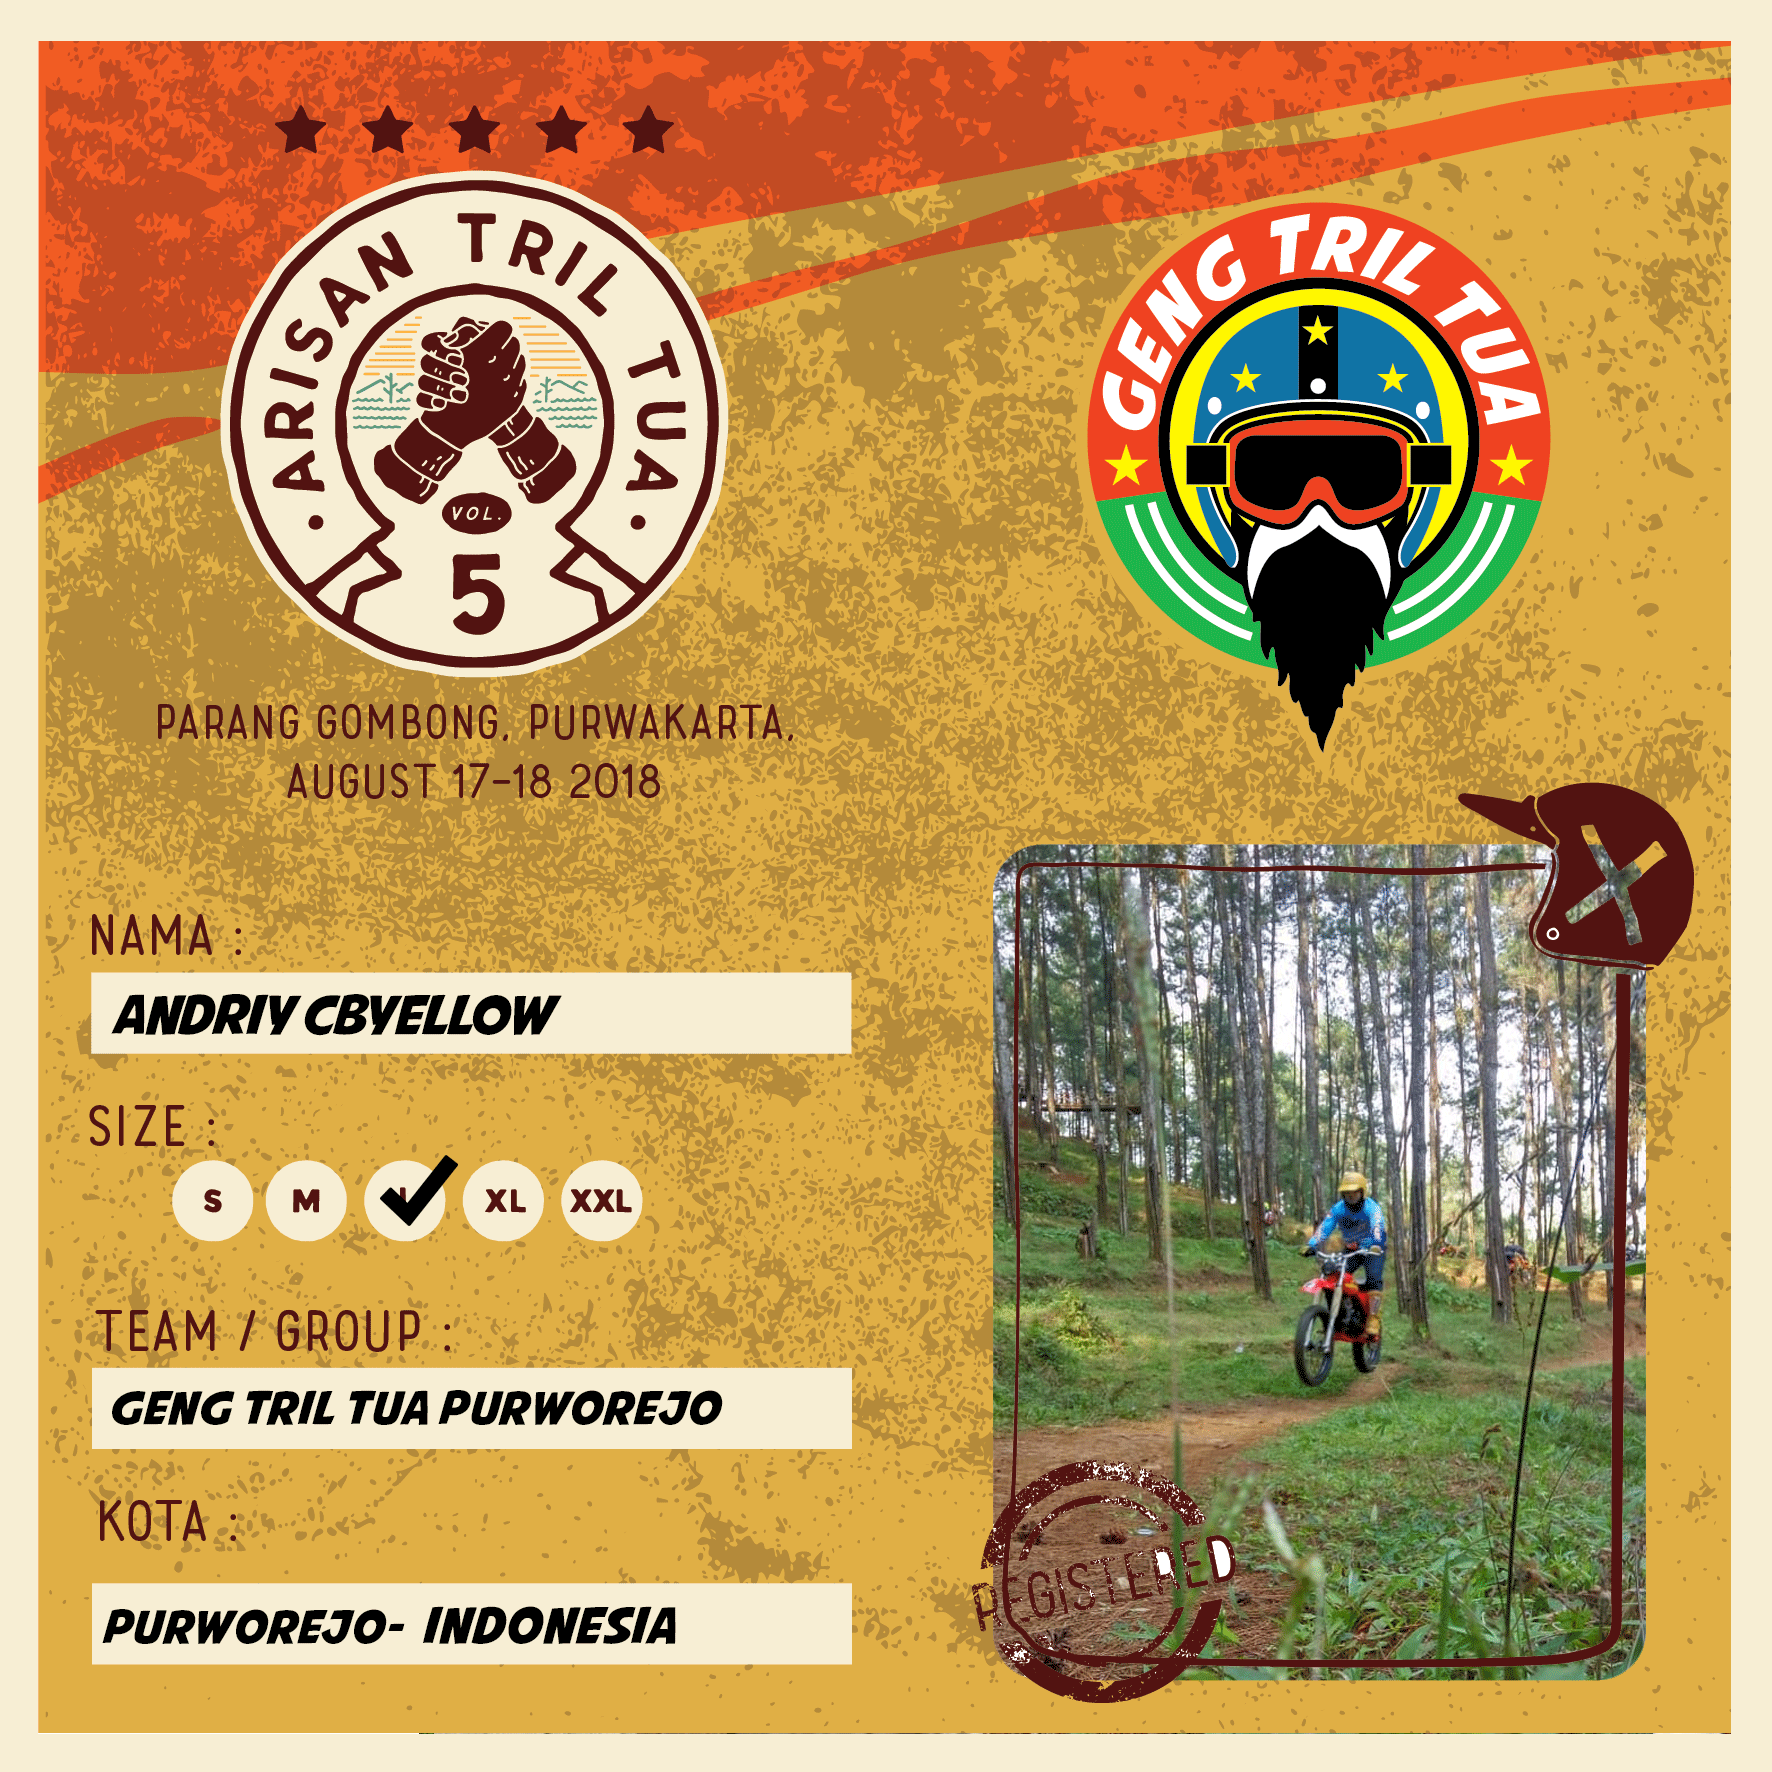 ARISAN TRIL TUA
VOL.
5
PARANG GOMBONG, PURWAKARTA,
AUGUST 17-18 2018
GENG TRIL TUA
NAMA :
ANDRIY CBYELLOW
SIZE :
S M L XL XXL
TEAM / GROUP :
GENG TRIL TUA PURWOREJO
KOTA :
PURWOREJO- INDONESIA
REGISTERED